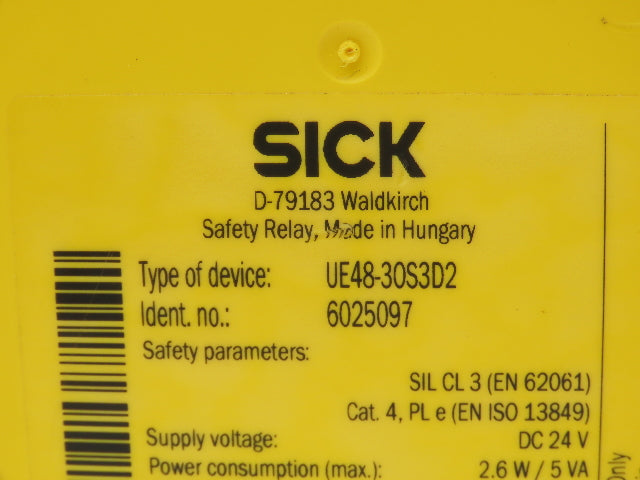 SICK
D-79183 Waldkirch
Safety Relay, Made in Hungary
Type of device: UE48-3OS3D2
Ident. no.: 6025097
Safety parameters:
SIL CL 3 (EN 62061)
Cat. 4, PL e (EN ISO 13849)
Supply voltage: DC 24 V
Power consumption (max.): 2.6 W / 5 VA
Only